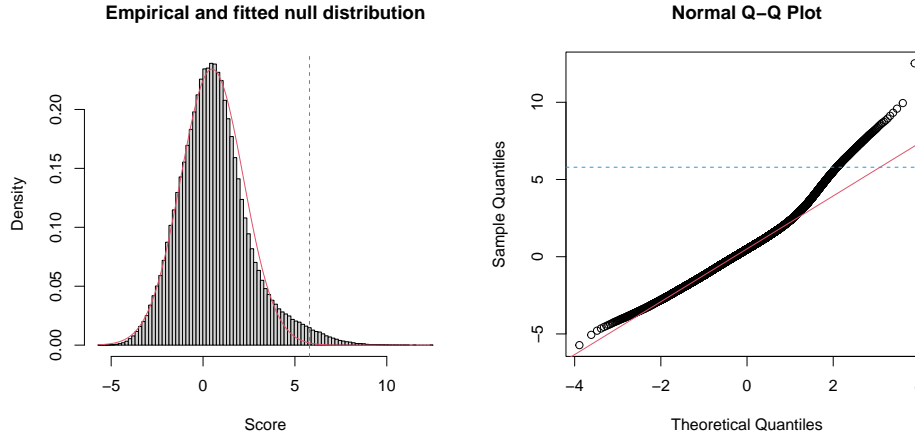 Empirical and fitted null distribution
Density
0.00 0.05 0.10 0.15 0.20
−5 0 5 10
Score
Normal Q−Q Plot
Sample Quantiles
−5 0 5 10
−4 −2 0 2
Theoretical Quantiles